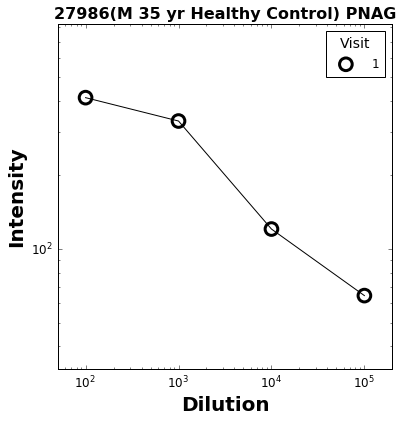 27986(M 35 yr Healthy Control) PNAG
Visit
1
Intensity
10²
10² 10³ 10⁴ 10⁵
Dilution